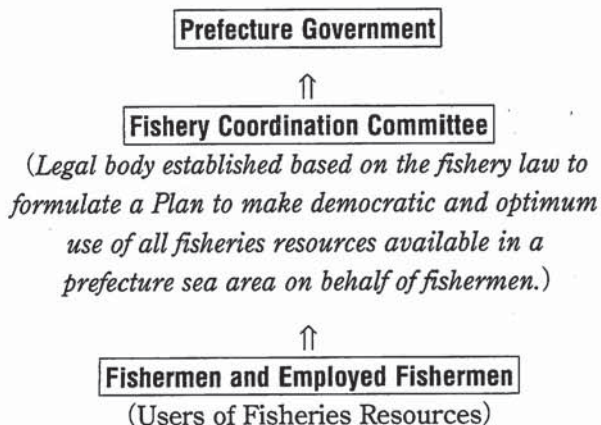 Prefecture Government
⇑
Fishery Coordination Committee
(Legal body established based on the fishery law to
formulate a Plan to make democratic and optimum
use of all fisheries resources available in a
prefecture sea area on behalf of fishermen.)
⇑
Fishermen and Employed Fishermen
(Users of Fisheries Resources)